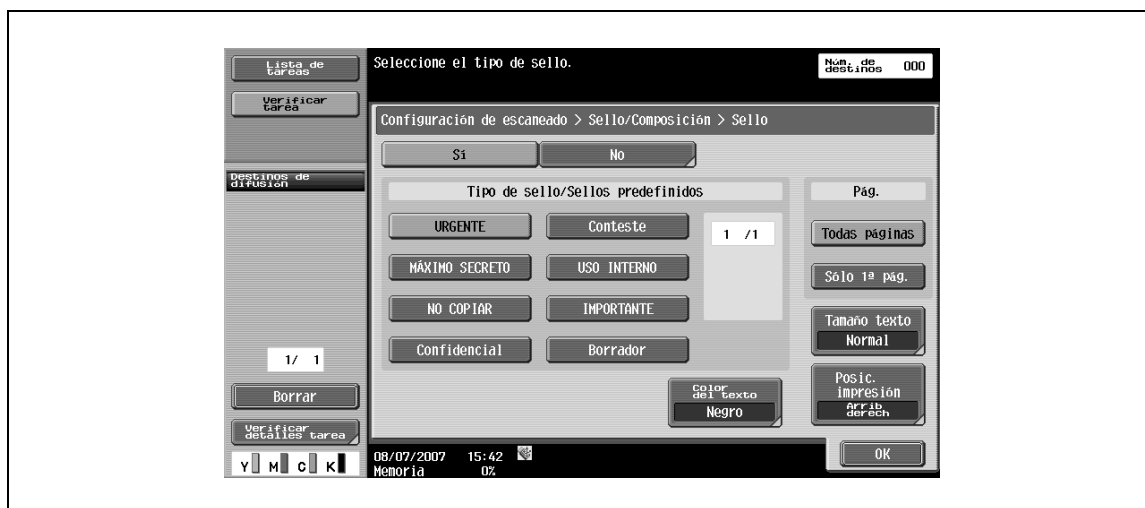 Lista de
tareas
Seleccione el tipo de sello.
Núm. de
destinos 000
Verificar
tarea
Configuración de escaneado > Sello/Composición > Sello
Sí No
Destinos de
difusión
Tipo de sello/Sellos predefinidos
Pág.
URGENTE Conteste 1 /1 Todas páginas
MÁXIMO SECRETO USO INTERNO Sólo 1ª pág.
NO COPIAR IMPORTANTE
Tamaño texto
Normal
Confidencial Borrador
1/ 1
Borrar
Color
del texto
Negro
Posic.
impresión
Arrib
derech
Verificar
detalles tarea
Y M C K
08/07/2007 15:42
Memoria 0%
OK